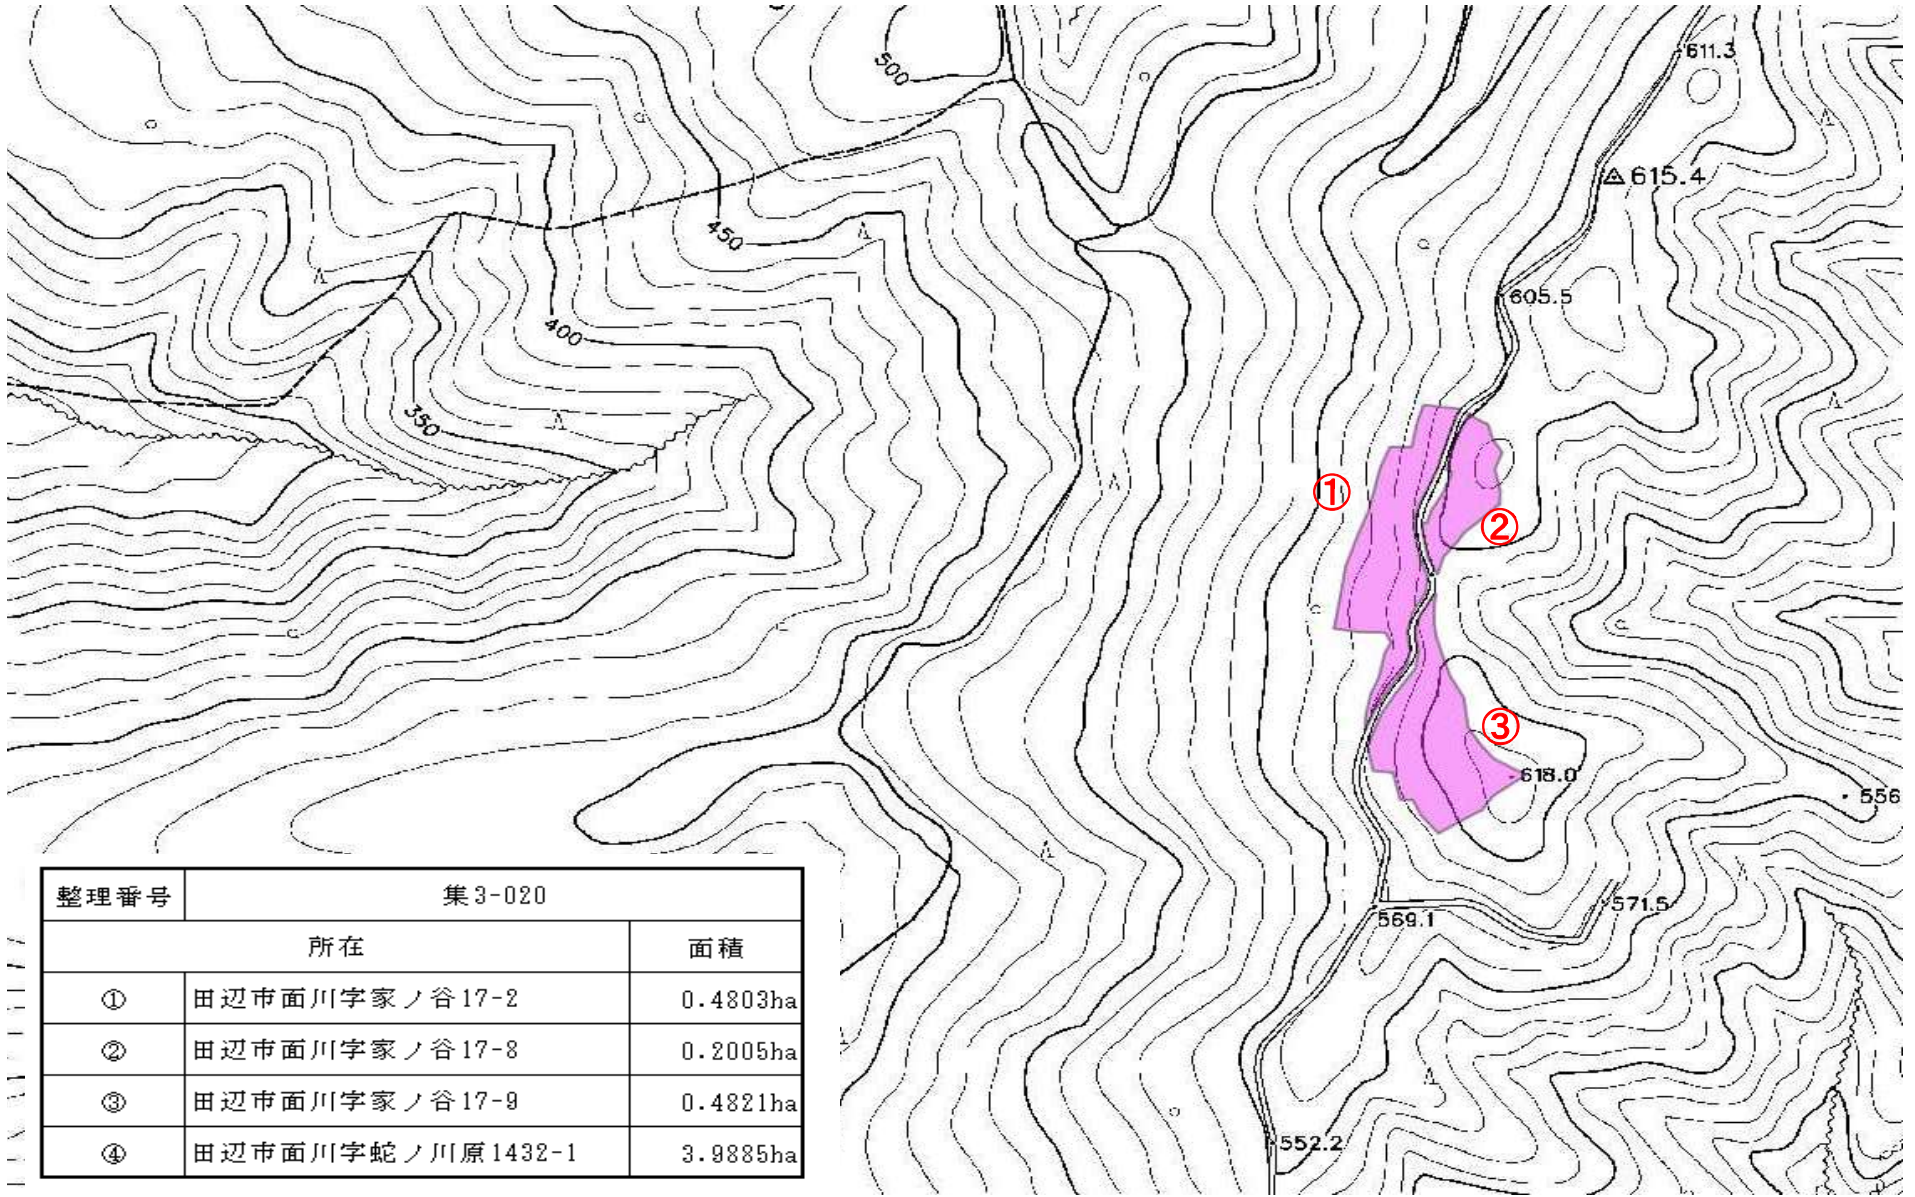 500
611.3
615.4
450
605.5
400
350
①
②
③
618.0
556
569.1
571.5
552.2
整理番号 集3-020
所在 面積
① 田辺市面川字家ノ谷17-2 0.4803ha
② 田辺市面川字家ノ谷17-8 0.2005ha
③ 田辺市面川字家ノ谷17-9 0.4821ha
④ 田辺市面川字蛇ノ川原1432-1 3.9885ha